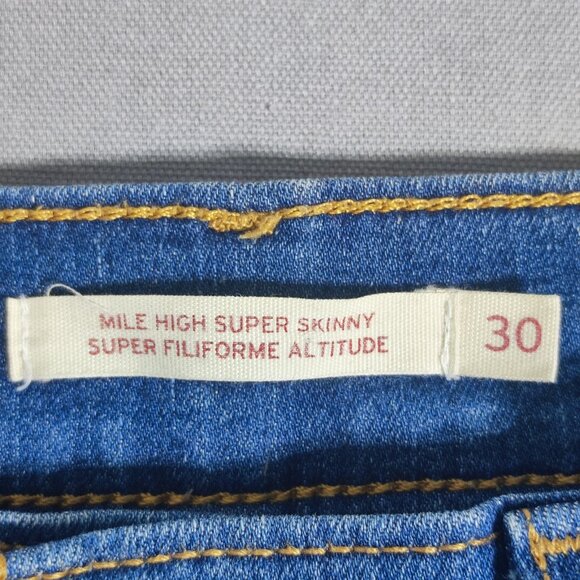 MILE HIGH SUPER SKINNY
SUPER FILIFORME ALTITUDE
30